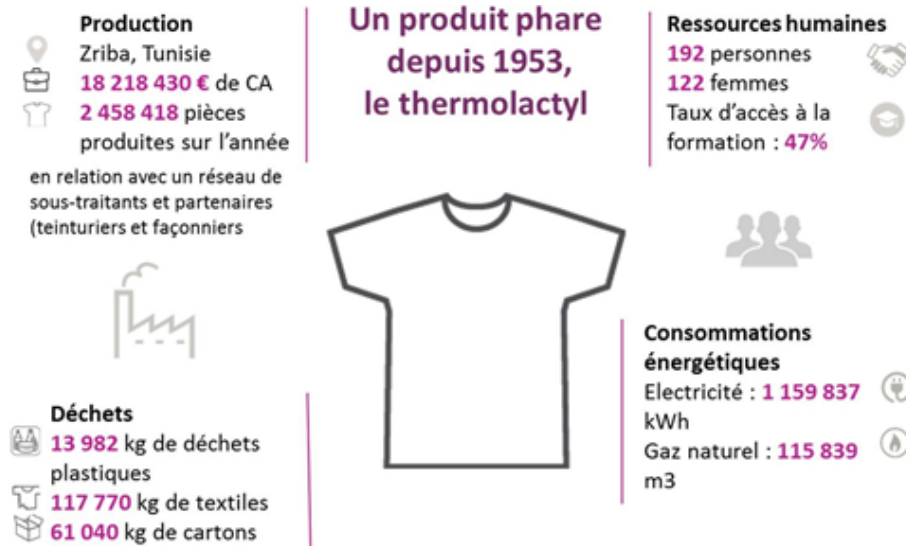 Production
Zriba, Tunisie
18 218 430 € de CA
2 458 418 pièces
produites sur l'année
en relation avec un réseau de
sous-traitants et partenaires
(teinturiers et façonniers
Un produit phare
depuis 1953,
le thermolactyl
Ressources humaines
192 personnes
122 femmes
Taux d'accès à la
formation : 47%
Déchets
13 982 kg de déchets
plastiques
117 770 kg de textiles
61 040 kg de cartons
Consommations
énergétiques
Electricité : 1 159 837
kWh
Gaz naturel : 115 839
m3